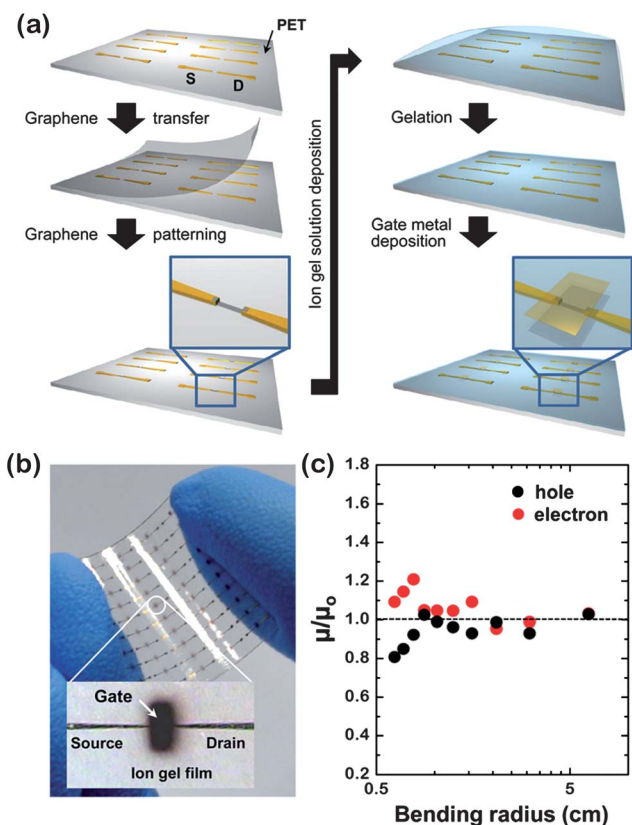 (a)
PET
S D
Graphene transfer
Graphene patterning
Ion gel solution deposition
Gelation
Gate metal
deposition
(b)
Gate
Source Drain
Ion gel film
(c)
1.8
1.6
1.4
1.2
1.0
0.8
0.6
0.4
0.2
μ/μo
hole
electron
0.5 5
Bending radius (cm)